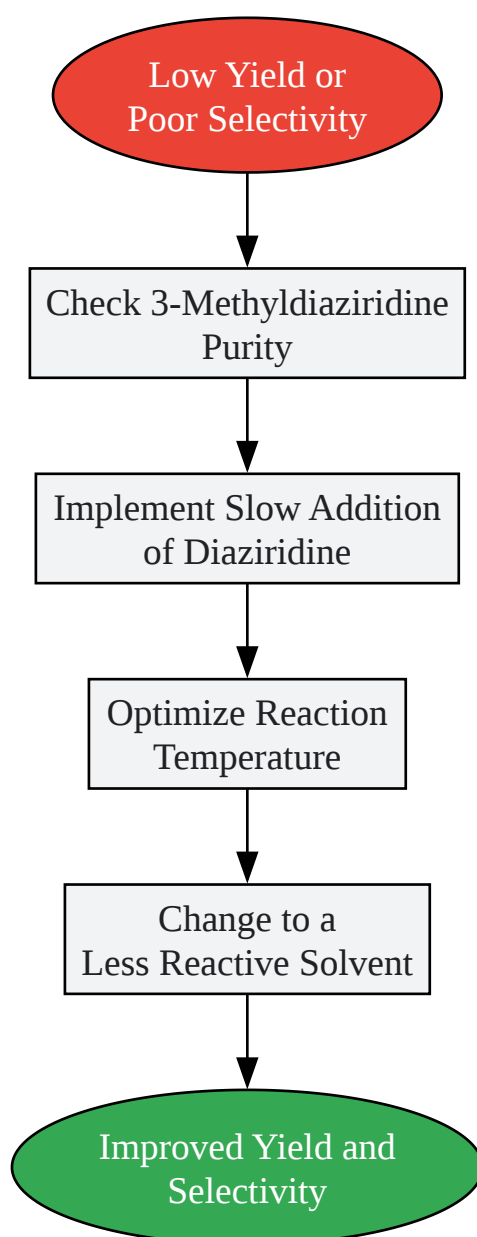 Low Yield or
Poor Selectivity
Check 3-Methyldiaziridine
Purity
Implement Slow Addition
of Diaziridine
Optimize Reaction
Temperature
Change to a
Less Reactive Solvent
Improved Yield and
Selectivity